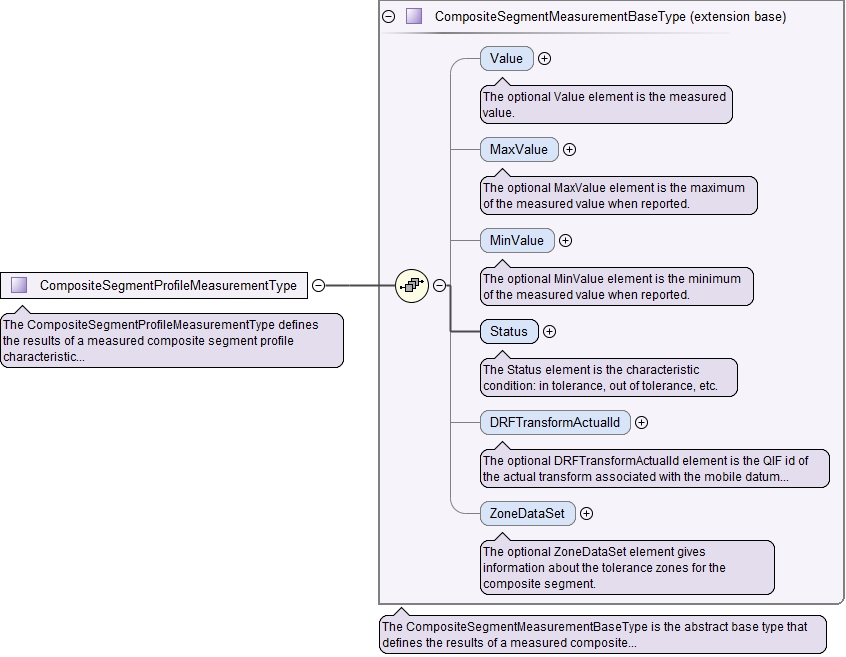 CompositeSegmentMeasurementBaseType (extension base)
Value
The optional Value element is the measured
value.
MaxValue
The optional MaxValue element is the maximum
of the measured value when reported.
MinValue
The optional MinValue element is the minimum
of the measured value when reported.
CompositeSegmentProfileMeasurementType
The CompositeSegmentProfileMeasurementType defines
the results of a measured composite segment profile
characteristic...
Status
The Status element is the characteristic
condition: in tolerance, out of tolerance, etc.
DRFTransformActualId
The optional DRFTransformActualId element is the QIF id of
the actual transform associated with the mobile datum...
ZoneDataSet
The optional ZoneDataSet element gives
information about the tolerance zones for the
composite segment.
The CompositeSegmentMeasurementBaseType is the abstract base type that
defines the results of a measured composite...